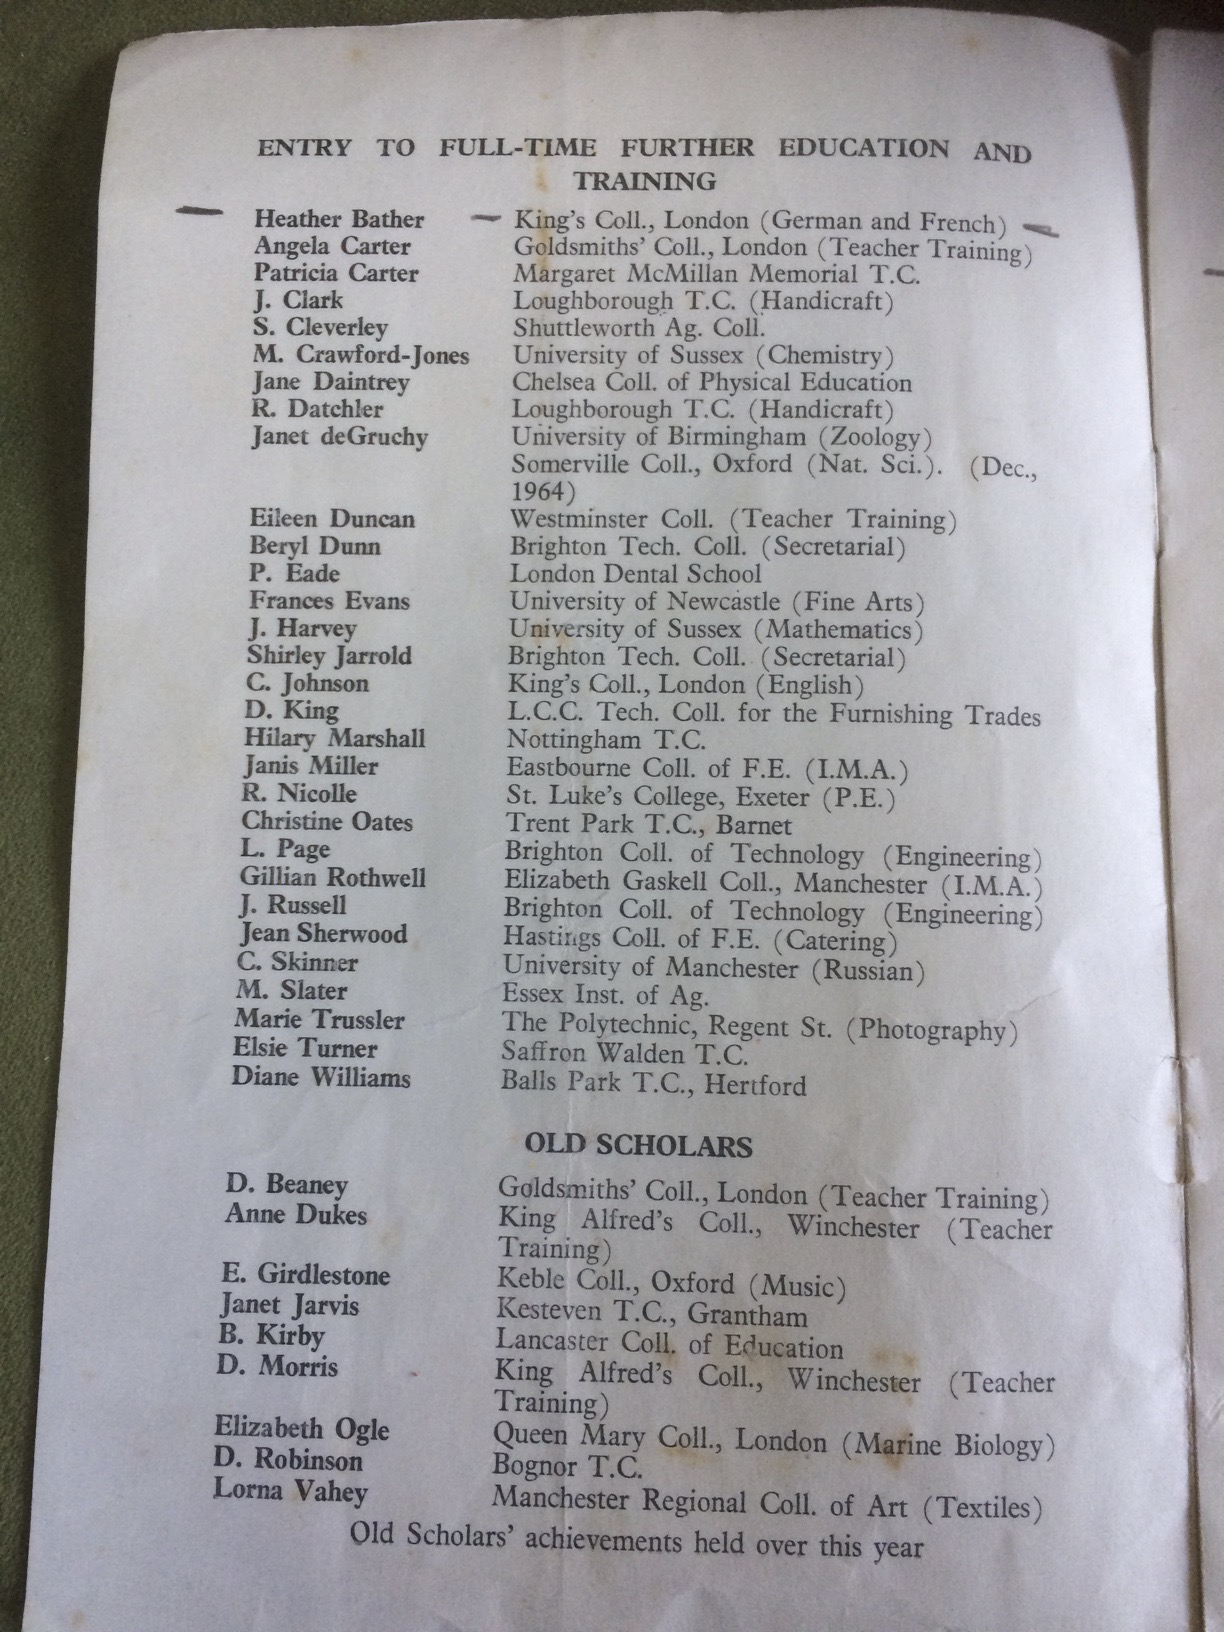 ENTRY TO FULL-TIME FURTHER EDUCATION AND
TRAINING
Heather Bather King's Coll., London (German and French)
Angela Carter Goldsmiths' Coll., London (Teacher Training)
Patricia Carter Margaret McMillan Memorial T.C.
J. Clark Loughborough T.C. (Handicraft)
S. Cleverley Shuttleworth Ag. Coll.
M. Crawford-Jones University of Sussex (Chemistry)
Jane Daintrey Chelsea Coll. of Physical Education
R. Datchler Loughborough T.C. (Handicraft)
Janet deGruchy University of Birmingham (Zoology)
Somerville Coll., Oxford (Nat. Sci.). (Dec.,
1964)
Eileen Duncan Westminster Coll. (Teacher Training)
Beryl Dunn Brighton Tech. Coll. (Secretarial)
P. Eade London Dental School
Frances Evans University of Newcastle (Fine Arts)
J. Harvey University of Sussex (Mathematics)
Shirley Jarrold Brighton Tech. Coll. (Secretarial)
C. Johnson King's Coll., London (English)
D. King L.C.C. Tech. Coll. for the Furnishing Trades
Hilary Marshall Nottingham T.C.
Janis Miller Eastbourne Coll. of F.E. (I.M.A.)
R. Nicolle St. Luke's College, Exeter (P.E.)
Christine Oates Trent Park T.C., Barnet
L. Page Brighton Coll. of Technology (Engineering)
Gillian Rothwell Elizabeth Gaskell Coll., Manchester (I.M.A.)
J. Russell Brighton Coll. of Technology (Engineering)
Jean Sherwood Hastings Coll. of F.E. (Catering)
C. Skinner University of Manchester (Russian)
M. Slater Essex Inst. of Ag.
Marie Trussler The Polytechnic, Regent St. (Photography)
Elsie Turner Saffron Walden T.C.
Diane Williams Balls Park T.C., Hertford
OLD SCHOLARS
D. Beaney Goldsmiths' Coll., London (Teacher Training)
Anne Dukes King Alfred's Coll., Winchester (Teacher
Training)
E. Girdlestone Keble Coll., Oxford (Music)
Janet Jarvis Kesteven T.C., Grantham
B. Kirby Lancaster Coll. of Education
D. Morris King Alfred's Coll., Winchester (Teacher
Training)
Elizabeth Ogle Queen Mary Coll., London (Marine Biology)
D. Robinson Bognor T.C.
Lorna Vahey Manchester Regional Coll. of Art (Textiles)
Old Scholars' achievements held over this year